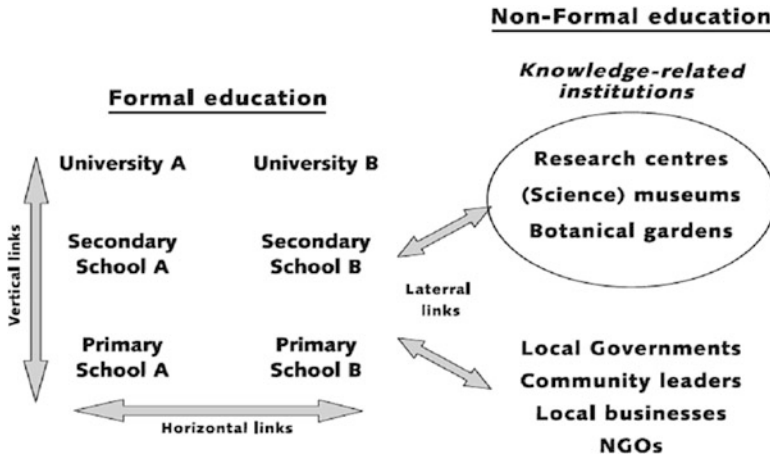 Non-Formal education
Knowledge-related
institutions
Formal education
University A
University B
Research centres
(Science) museums
Botanical gardens
Secondary
School A
Secondary
School B
Vertical links
Laterral
links
Primary
School A
Primary
School B
Local Governments
Community leaders
Local businesses
NGOs
Horizontal links